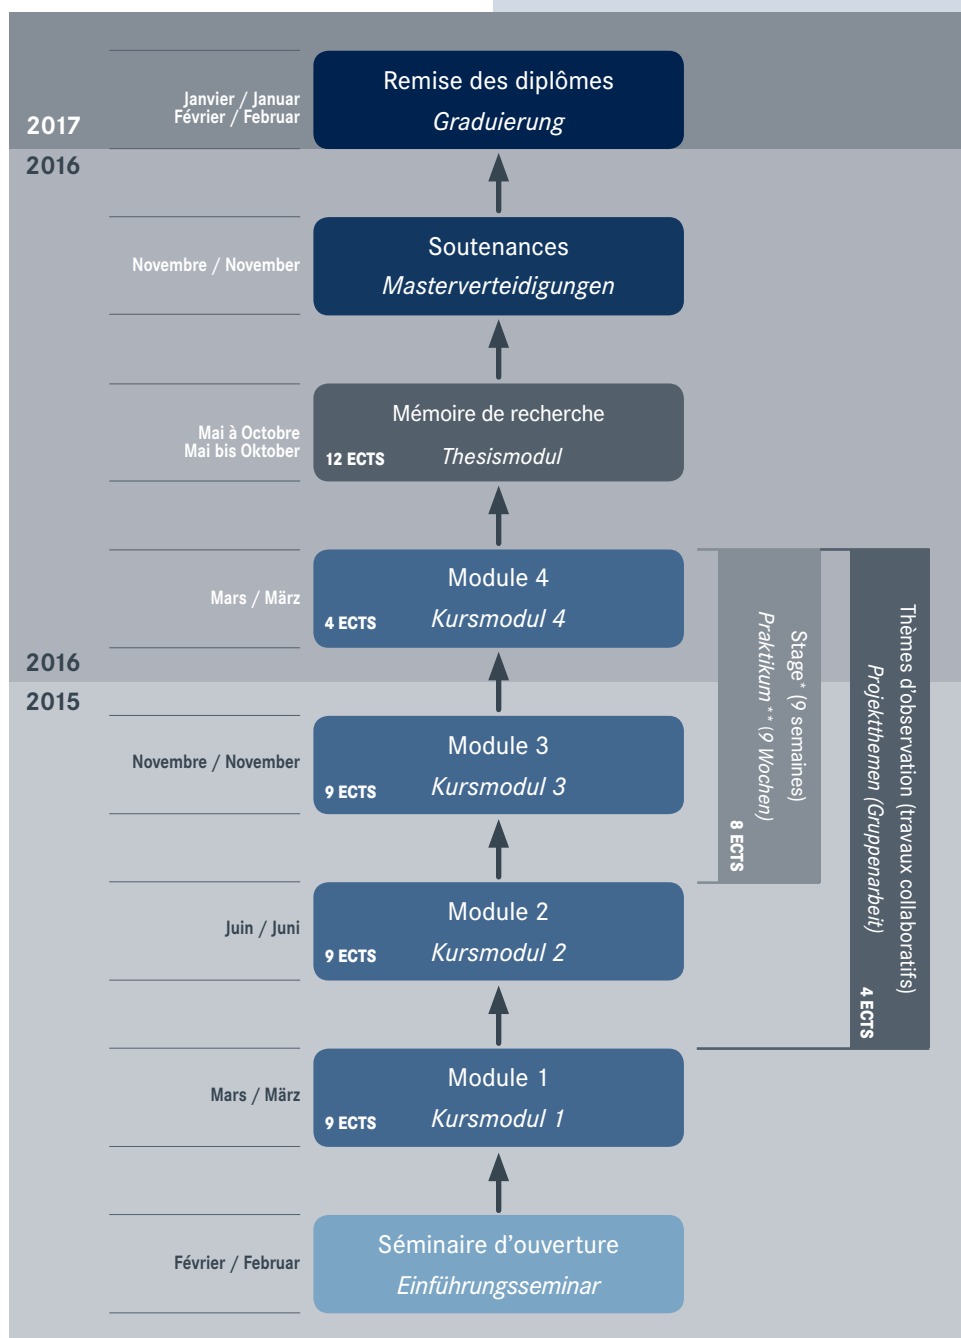 Janvier / Januar
Février / Februar
2017
Remise des diplômes
Graduierung
2016
Novembre / November
Soutenances
Masterverteidigungen
Mai à Octobre
Mai bis Oktober
Mémoire de recherche
12 ECTS
Thesismodul
Mars / März
Module 4
4 ECTS
Kursmodul 4
2016
2015
Novembre / November
Module 3
9 ECTS
Kursmodul 3
Juin / Juni
Module 2
9 ECTS
Kursmodul 2
Mars / März
Module 1
9 ECTS
Kursmodul 1
Février / Februar
Séminaire d'ouverture
Einführungsseminar
Stage* (9 semaines)
Praktikum** (9 Wochen)
8 ECTS
Thèmes d'observation (travaux collaboratifs)
Projektthemen (Gruppenarbeit)
4 ECTS